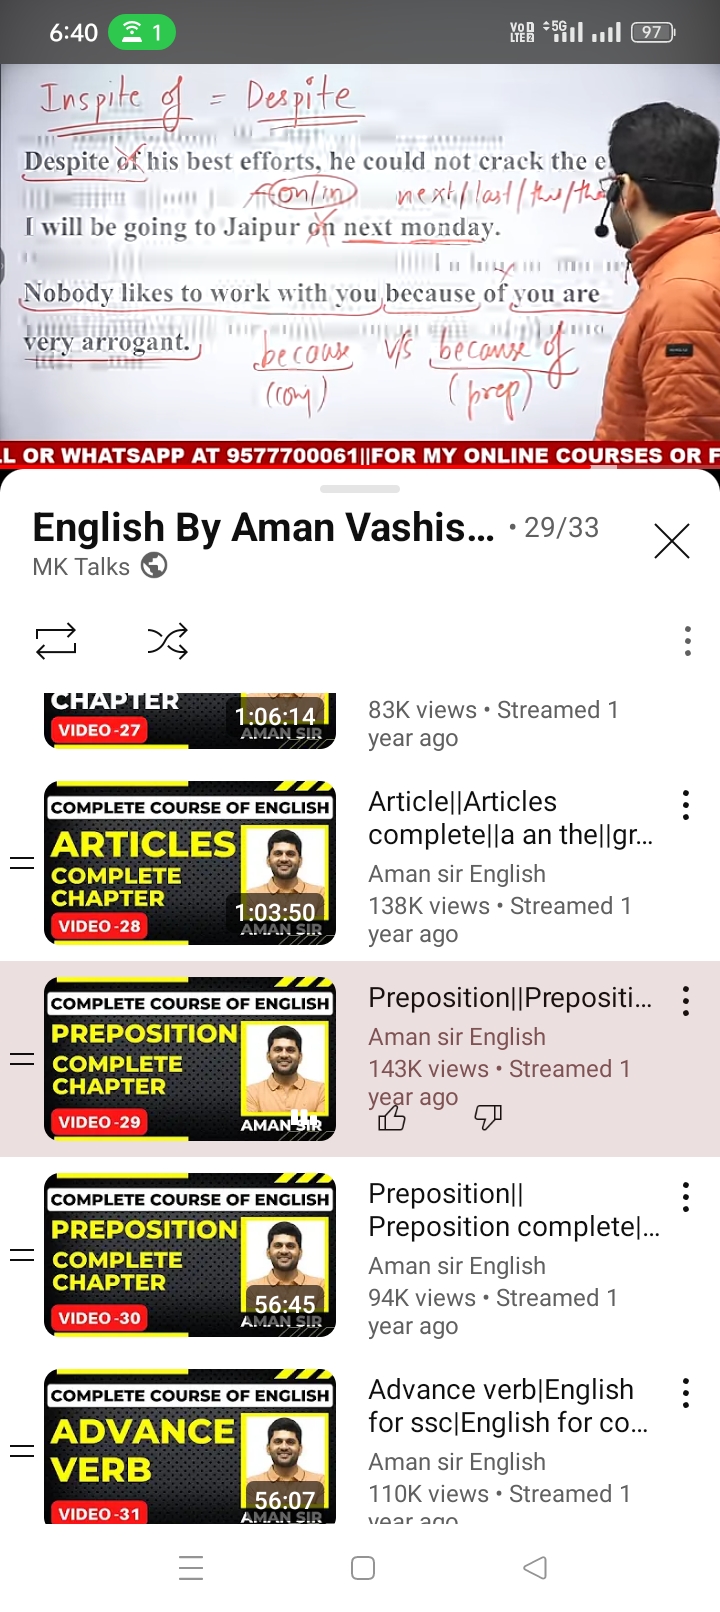 6:40 1 VoD LTE2 5G 97
Inspite of = Despite
Despite of his best efforts, he could not crack the e
on/in next/last/this/tha
I will be going to Jaipur on next monday.
Nobody likes to work with you because of you are
very arrogant.
because v/s because of
(conj) (prep)
LL OR WHATSAPP AT 9577700061||FOR MY ONLINE COURSES OR F
English By Aman Vashis... • 29/33
MK Talks
CHAPTER
VIDEO-27
1:06:14
AMAN SIR
83K views • Streamed 1
year ago
COMPLETE COURSE OF ENGLISH
ARTICLES
COMPLETE
CHAPTER
VIDEO-28
1:03:50
AMAN SIR
Article||Articles
complete||a an the||gr...
Aman sir English
138K views • Streamed 1
year ago
COMPLETE COURSE OF ENGLISH
PREPOSITION
COMPLETE
CHAPTER
VIDEO-29
AMAN SIR
Preposition||Prepositi...
Aman sir English
143K views • Streamed 1
year ago
COMPLETE COURSE OF ENGLISH
PREPOSITION
COMPLETE
CHAPTER
VIDEO-30
56:45
AMAN SIR
Preposition||
Preposition complete|...
Aman sir English
94K views • Streamed 1
year ago
COMPLETE COURSE OF ENGLISH
ADVANCE
VERB
VIDEO-31
56:07
AMAN SIR
Advance verb|English
for ssc|English for co...
Aman sir English
110K views • Streamed 1
year ago